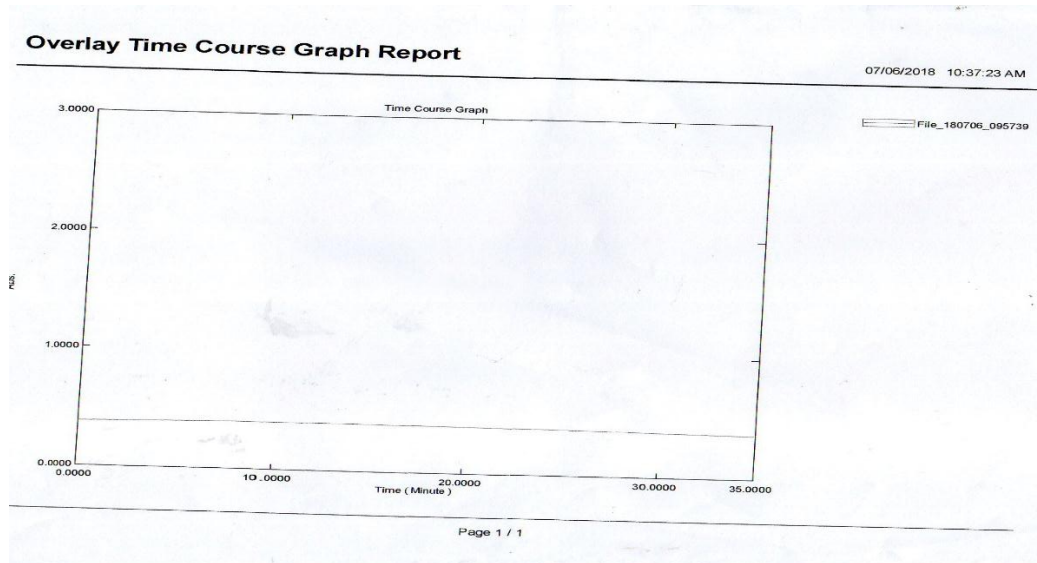 Overlay Time Course Graph Report
07/06/2018 10:37:23 AM
Time Course Graph
File_180706_095739
3.0000
2.0000
Abs.
1.0000
0.0000
0.0000 10.0000 20.0000 30.0000 35.0000
Time ( Minute )
Page 1 / 1